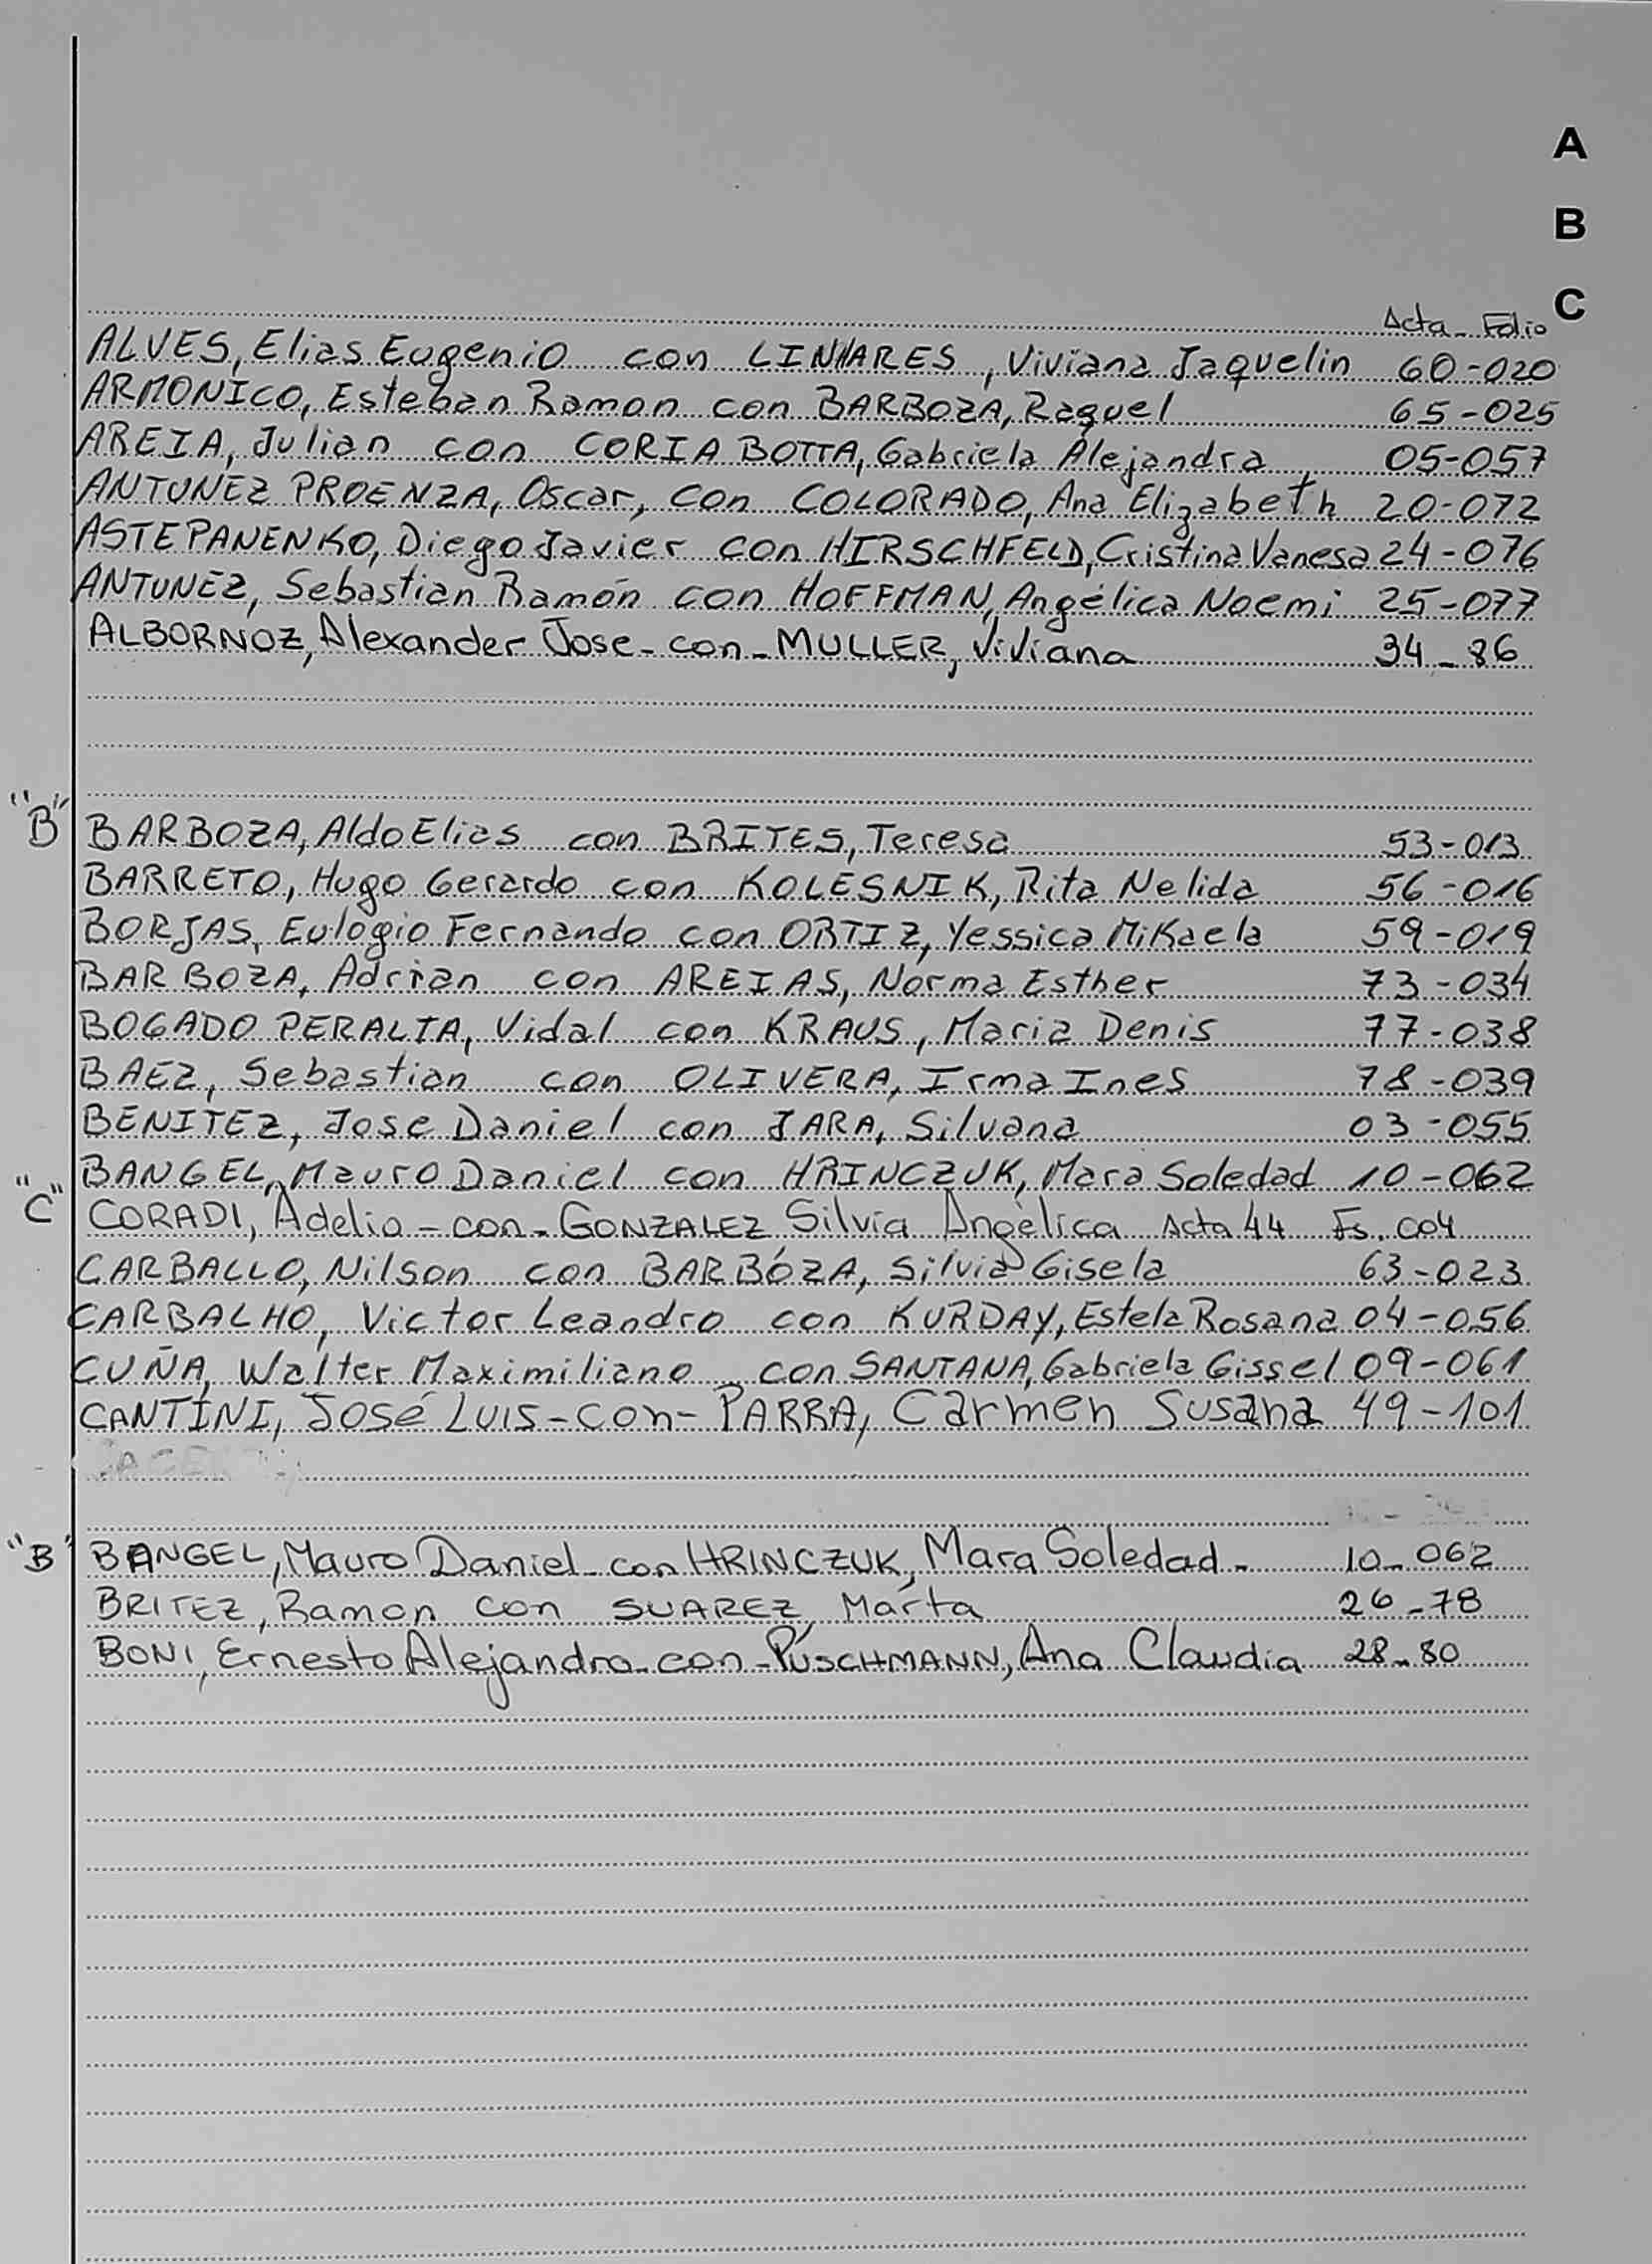 A
B
C
Acta - Folio
ALVES, Elias Eugenio con LINHARES, Viviana Jaquelin 60-020
ARMONICO, Esteban Ramon con BARBOZA, Raquel 65-025
AREIA, Julian con CORIA BOTTA, Gabriela Alejandra 05-057
ANTUNEZ PROENZA, Oscar, con COLORADO, Ana Elizabeth 20-072
ASTEPANENKO, Diego Javier con HIRSCHFELD, Cristina Vanesa 24-076
ANTUNEZ, Sebastian Ramón con HOFFMAN, Angélica Noemi 25-077
ALBORNOZ, Alexander Jose - con - MULLER, Viviana 34-86
"B" BARBOZA, Aldo Elias con BRITES, Teresa 53-013
BARRETO, Hugo Gerardo con KOLESNIK, Rita Nelida 56-016
BORJAS, Eulogio Fernando con ORTIZ, Yessica Mikaela 59-019
BARBOZA, Adrian con AREIAS, Norma Esther 73-034
BOGADO PERALTA, Vidal con KRAUS, Maria Denis 77-038
BAEZ, Sebastian con OLIVERA, Irma Ines 78-039
BENITEZ, Jose Daniel con JARA, Silvana 03-055
BANGEL, Mauro Daniel con HRINCZUK, Mara Soledad 10-062
"C" CORADI, Adelio - con - GONZALEZ Silvia Angélica Acta 44 Fs. 004
CARBALLO, Nilson con BARBOZA, Silvia Gisela 63-023
CARBALHO, Victor Leandro con KURDAY, Estela Rosana 04-056
CUÑA, Walter Maximiliano con SANTANA, Gabriela Gissel 09-061
CANTINI, José Luis - con - PARRA, Carmen Susana 49-101
"B" BANGEL, Mauro Daniel - con HRINCZUK, Mara Soledad - 10-062
BRITEZ, Ramon con SUAREZ, Marta 26-78
BONI, Ernesto Alejandro - con - PUSCHMANN, Ana Claudia 28-80